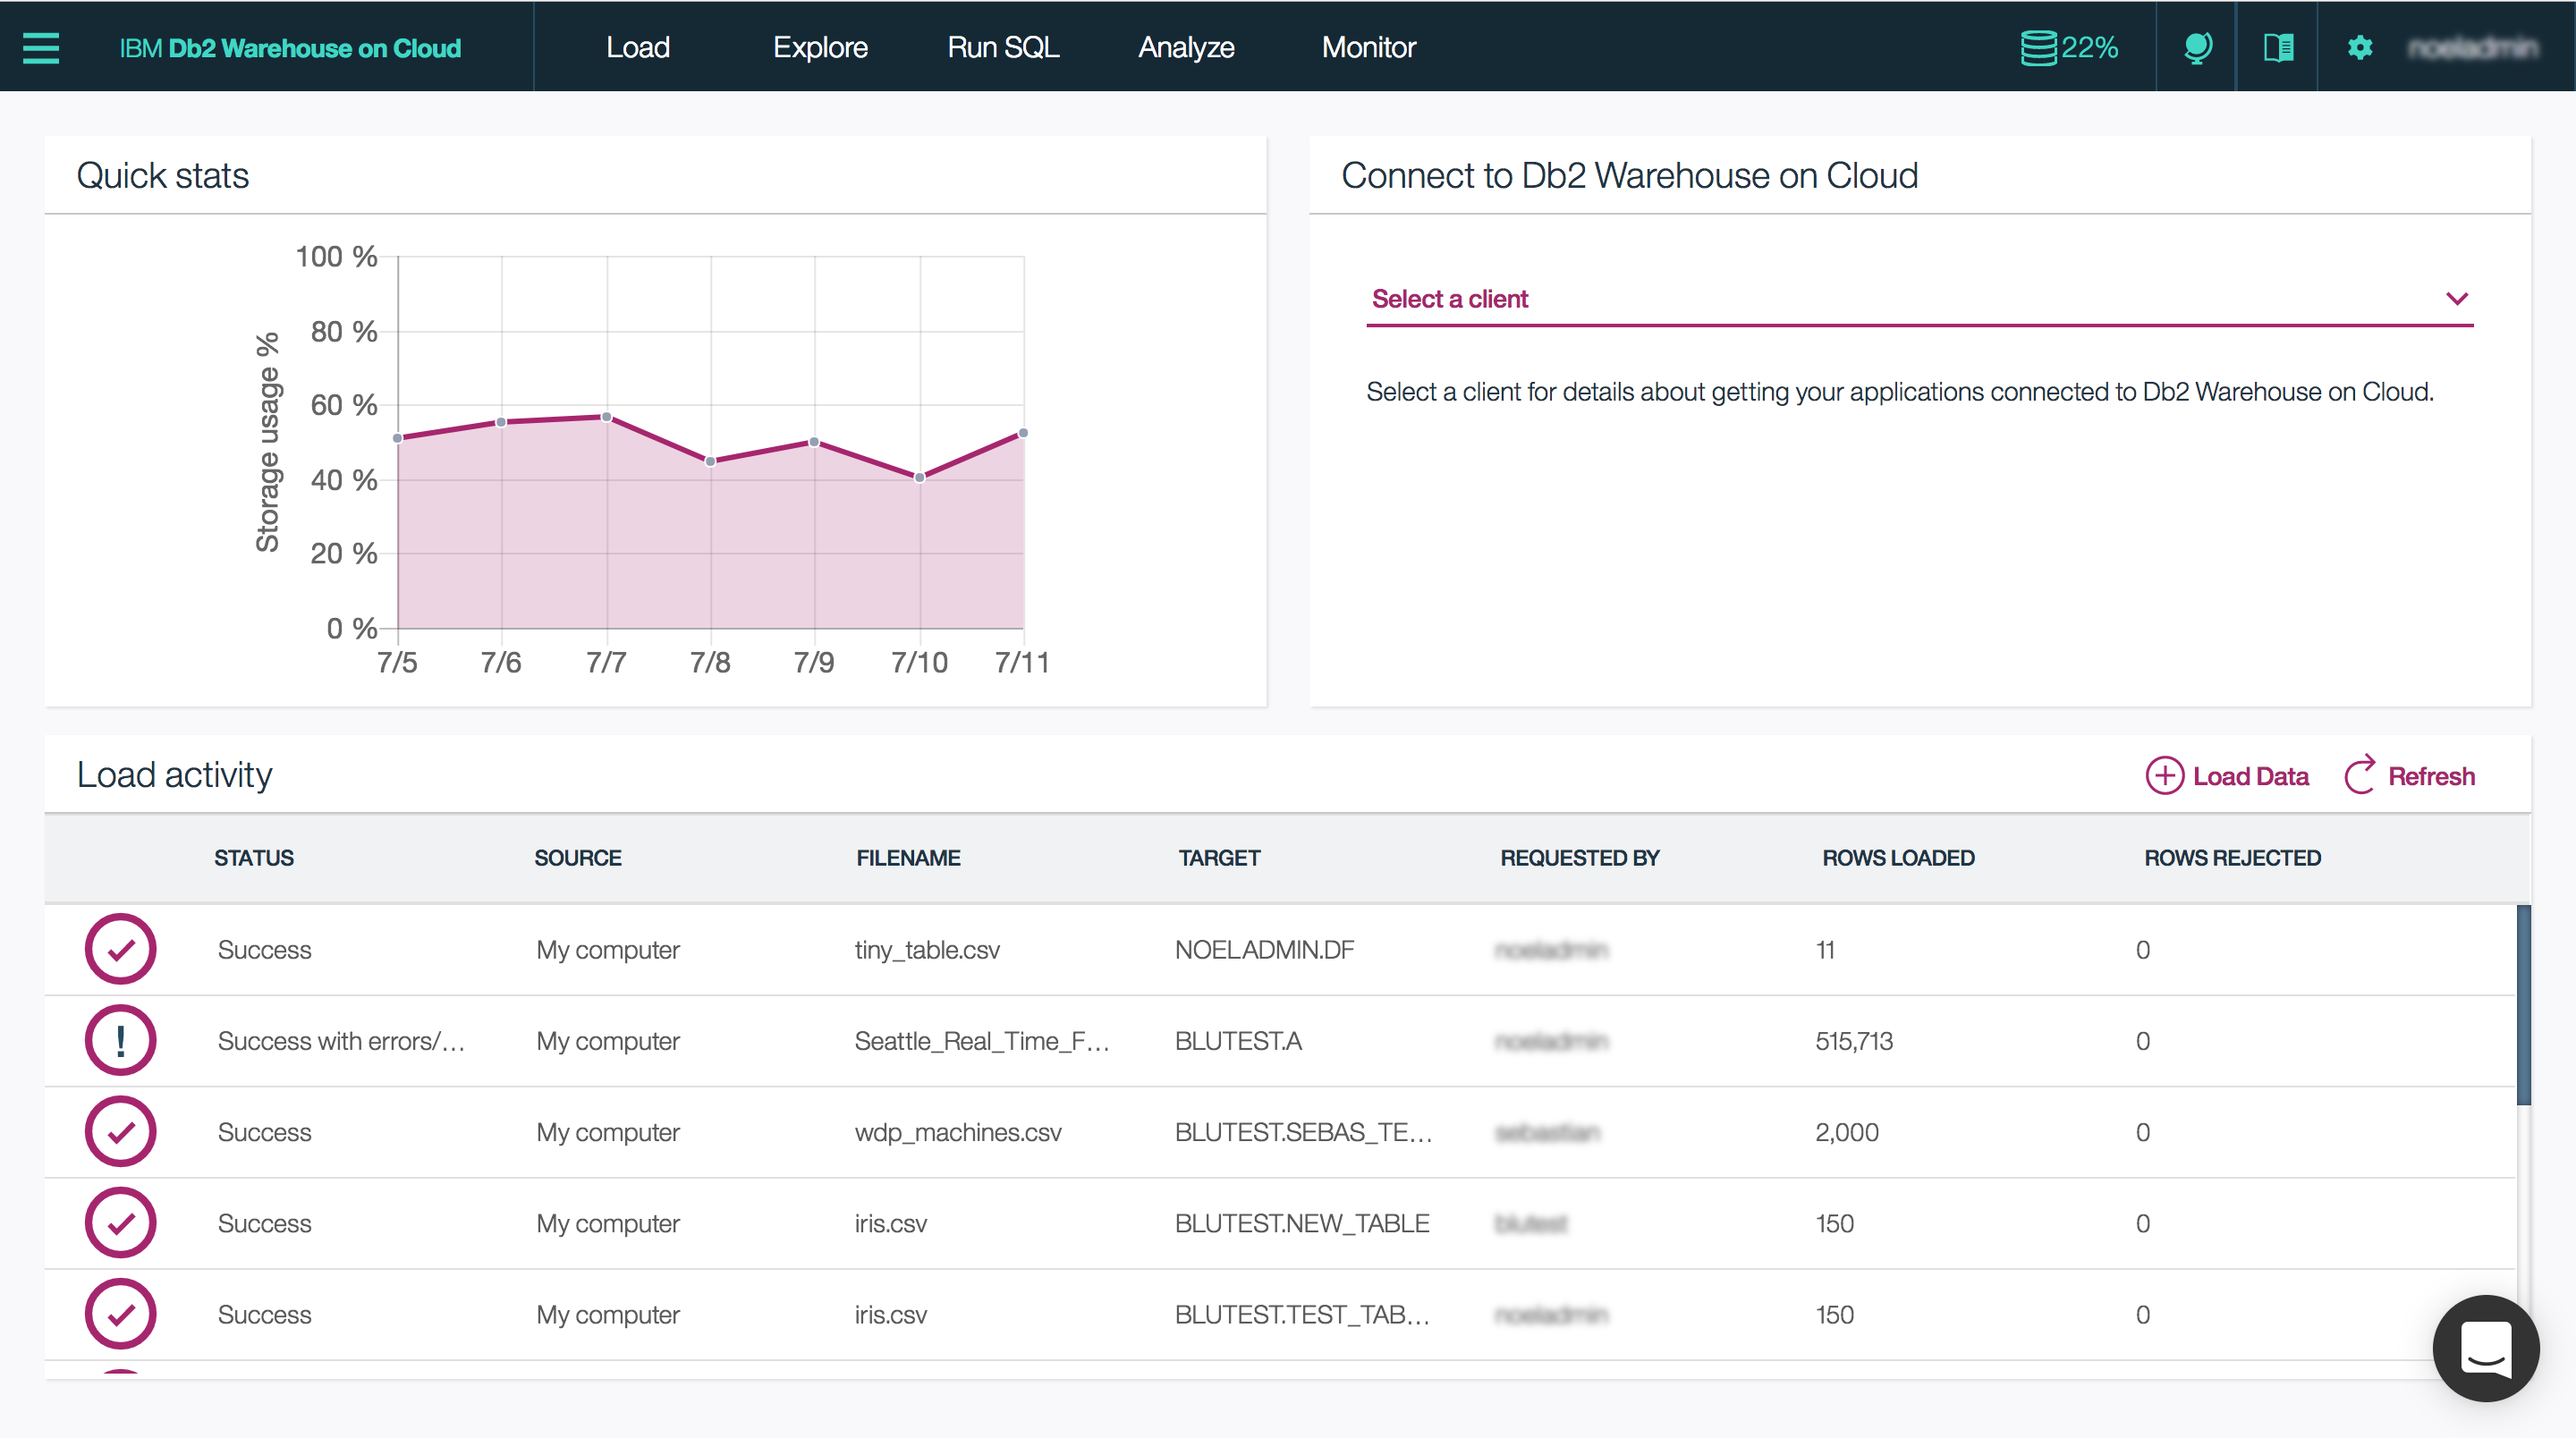 IBM Db2 Warehouse on Cloud Load Explore Run SQL Analyze Monitor 22% noeladmin
Quick stats
100 %
80 %
60 %
40 %
20 %
0 %
Storage usage %
7/5 7/6 7/7 7/8 7/9 7/10 7/11
Connect to Db2 Warehouse on Cloud
Select a client
Select a client for details about getting your applications connected to Db2 Warehouse on Cloud.
Load activity Load Data Refresh
STATUS SOURCE FILENAME TARGET REQUESTED BY ROWS LOADED ROWS REJECTED
Success My computer tiny_table.csv NOELADMIN.DF noeladmin 11 0
Success with errors/... My computer Seattle_Real_Time_F... BLUTEST.A noeladmin 515,713 0
Success My computer wdp_machines.csv BLUTEST.SEBAS_TE... sebastian 2,000 0
Success My computer iris.csv BLUTEST.NEW_TABLE blutest 150 0
Success My computer iris.csv BLUTEST.TEST_TAB... noeladmin 150 0